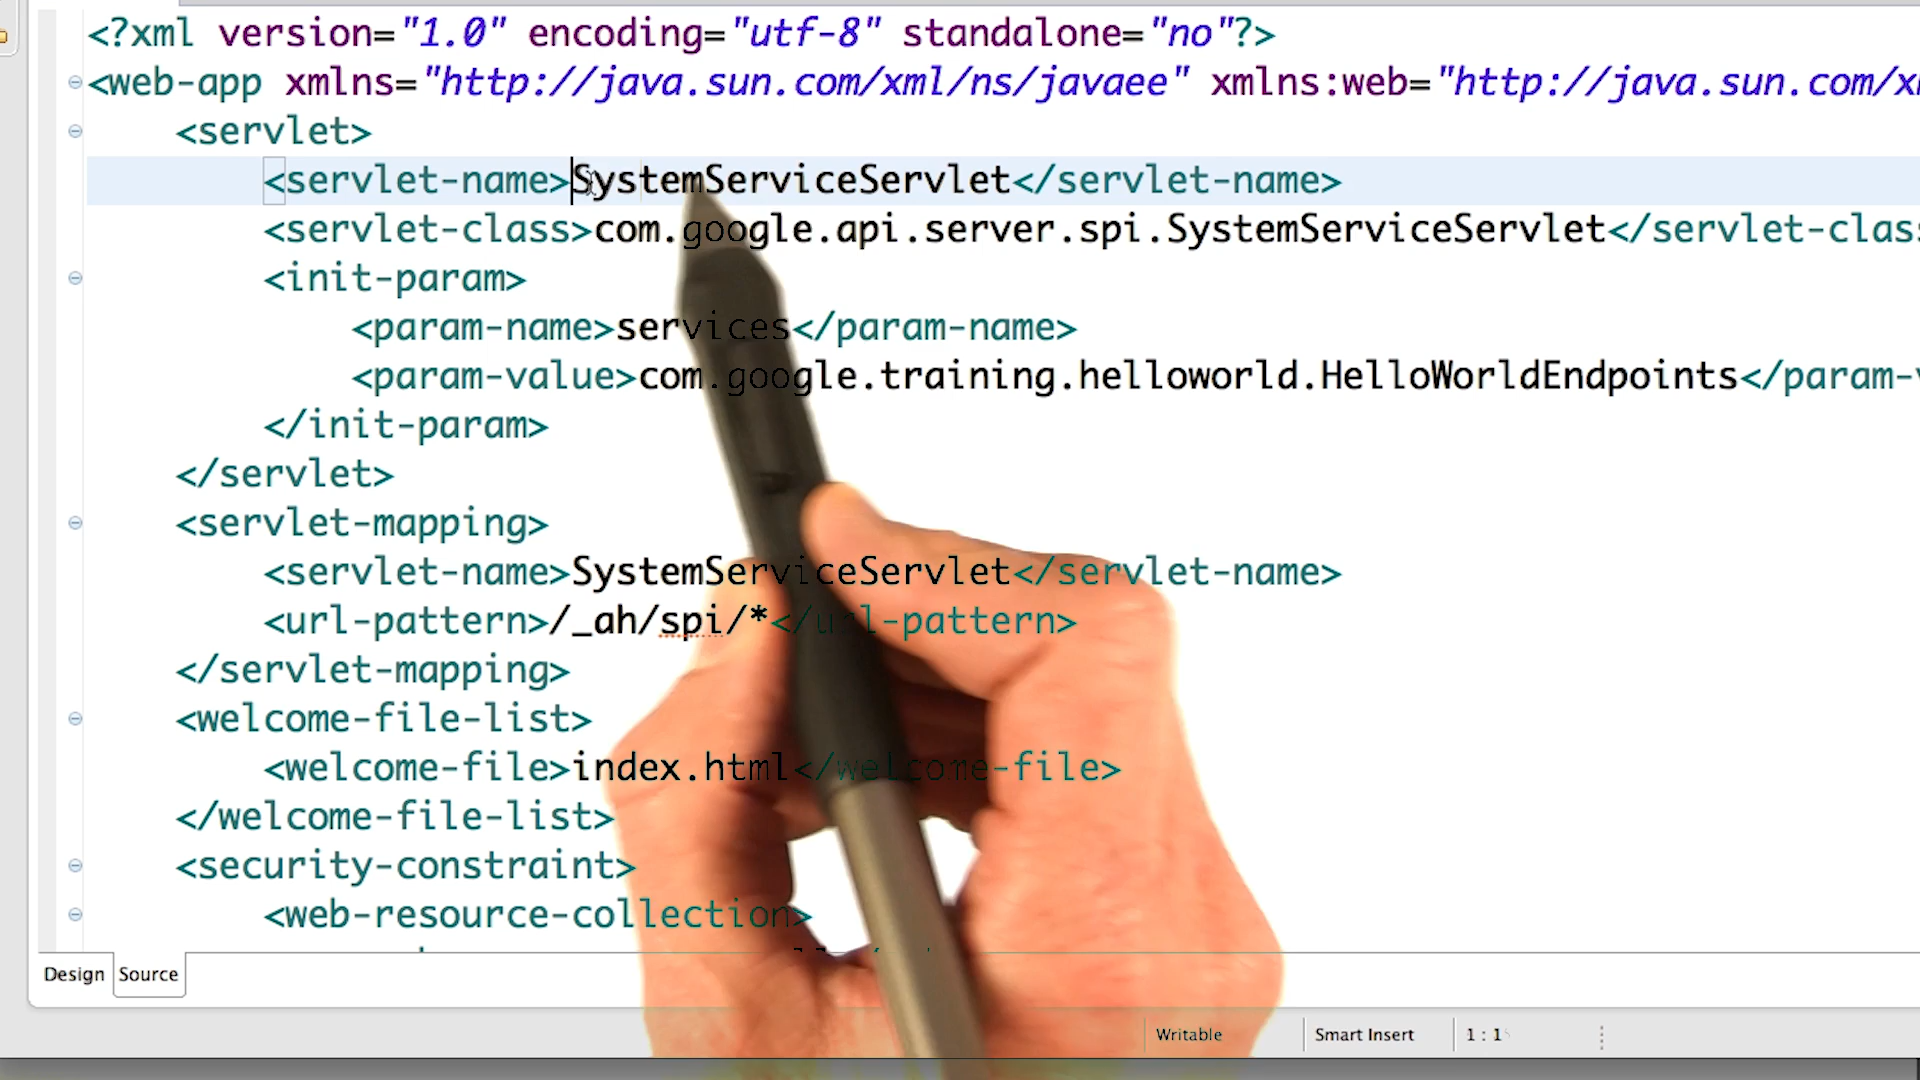 <?xml version="1.0" encoding="utf-8" standalone="no"?>
<web-app xmlns="http://java.sun.com/xml/ns/javaee" xmlns:web="http://java.sun.com/x
<servlet>
<servlet-name>SystemServiceServlet</servlet-name>
<servlet-class>com.google.api.server.spi.SystemServiceServlet</servlet-clas
<init-param>
<param-name>services</param-name>
<param-value>com.google.training.helloworld.HelloWorldEndpoints</param-v
</init-param>
</servlet>
<servlet-mapping>
<servlet-name>SystemServiceServlet</servlet-name>
<url-pattern>/_ah/spi/*</url-pattern>
</servlet-mapping>
<welcome-file-list>
<welcome-file>index.html</welcome-file>
</welcome-file-list>
<security-constraint>
<web-resource-collection>
Design Source
Writable Smart Insert 1 : 1